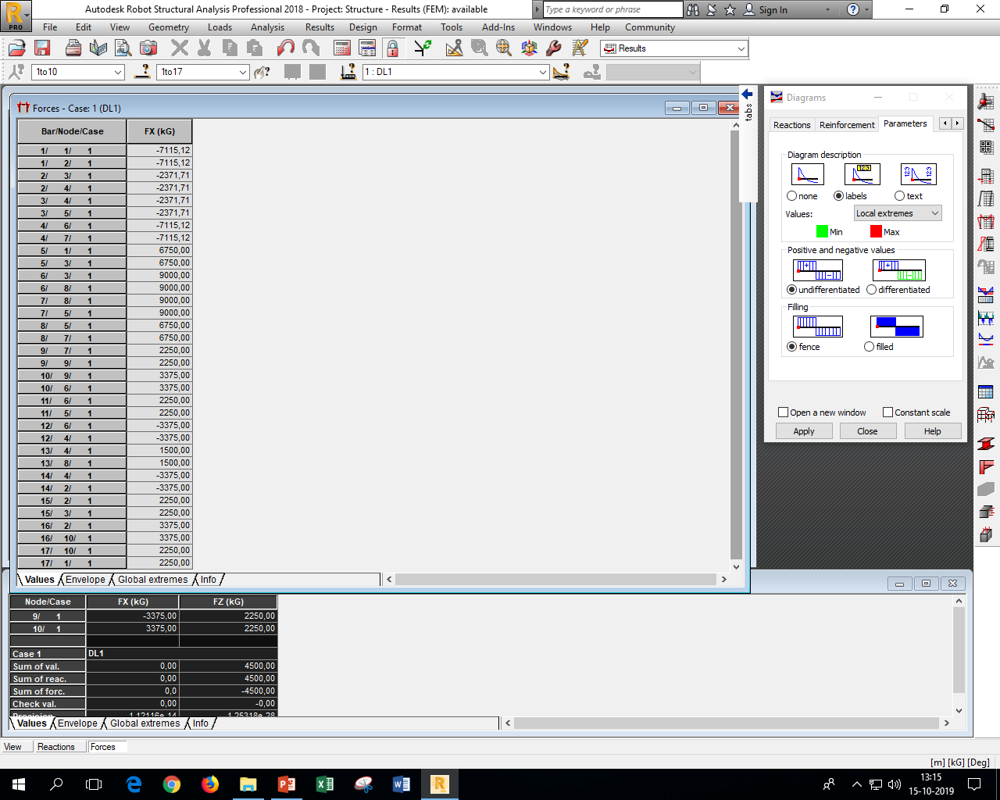 Autodesk Robot Structural Analysis Professional 2018 - Project: Structure - Results (FEM): available
Type a keyword or phrase
Sign In
PRO
File Edit View Geometry Loads Analysis Results Design Format Tools Add-Ins Windows Help Community
Results
1to10
1to17
1 : DL1
Forces - Case: 1 (DL1)
Bar/Node/Case FX (kG)
1/ 1/ 1 -7115,12
1/ 2/ 1 -7115,12
2/ 3/ 1 -2371,71
2/ 4/ 1 -2371,71
3/ 4/ 1 -2371,71
3/ 5/ 1 -2371,71
4/ 6/ 1 -7115,12
4/ 7/ 1 -7115,12
5/ 1/ 1 6750,00
5/ 3/ 1 6750,00
6/ 3/ 1 9000,00
6/ 8/ 1 9000,00
7/ 8/ 1 9000,00
7/ 5/ 1 9000,00
8/ 5/ 1 6750,00
8/ 7/ 1 6750,00
9/ 7/ 1 2250,00
9/ 9/ 1 2250,00
10/ 9/ 1 3375,00
10/ 6/ 1 3375,00
11/ 6/ 1 2250,00
11/ 5/ 1 2250,00
12/ 6/ 1 -3375,00
12/ 4/ 1 -3375,00
13/ 4/ 1 1500,00
13/ 8/ 1 1500,00
14/ 4/ 1 -3375,00
14/ 2/ 1 -3375,00
15/ 2/ 1 2250,00
15/ 3/ 1 2250,00
16/ 2/ 1 3375,00
16/ 10/ 1 3375,00
17/ 10/ 1 2250,00
17/ 1/ 1 2250,00
Values Envelope Global extremes Info
tabs
Diagrams
Reactions Reinforcement Parameters
Diagram description
none labels text
Values: Local extremes
Min Max
Positive and negative values
undifferentiated differentiated
Filling
fence filled
Open a new window Constant scale
Apply Close Help
Node/Case FX (kG) FZ (kG)
9/ 1 -3375,00 2250,00
10/ 1 3375,00 2250,00
Case 1 DL1
Sum of val. 0,00 4500,00
Sum of reac. 0,00 4500,00
Sum of forc. 0,0 -4500,00
Check val. 0,00 -0,00
Precision 1,12116e-14 1,25318e-28
Values Envelope Global extremes Info
View Reactions Forces
[m] [kG] [Deg]
13:15
15-10-2019